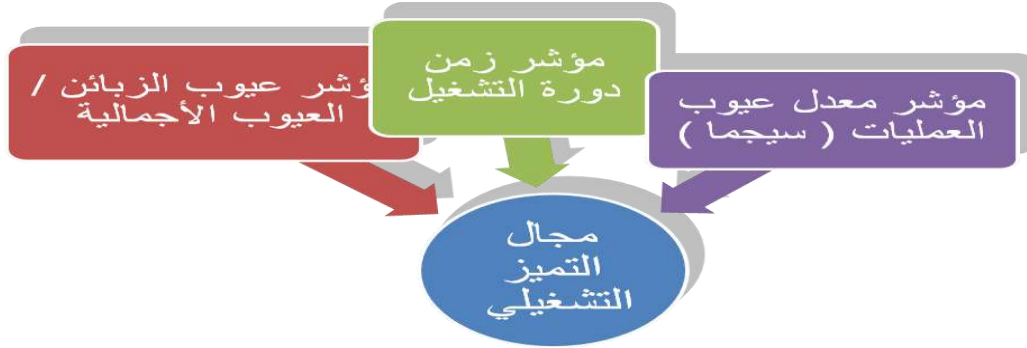 مؤشر معدل عيوب
العمليات ( سيجما )
مؤشر زمن
دورة التشغيل
ؤشر عيوب الزبائن /
العيوب الأجمالية
مجال
التميز
التشغيلي